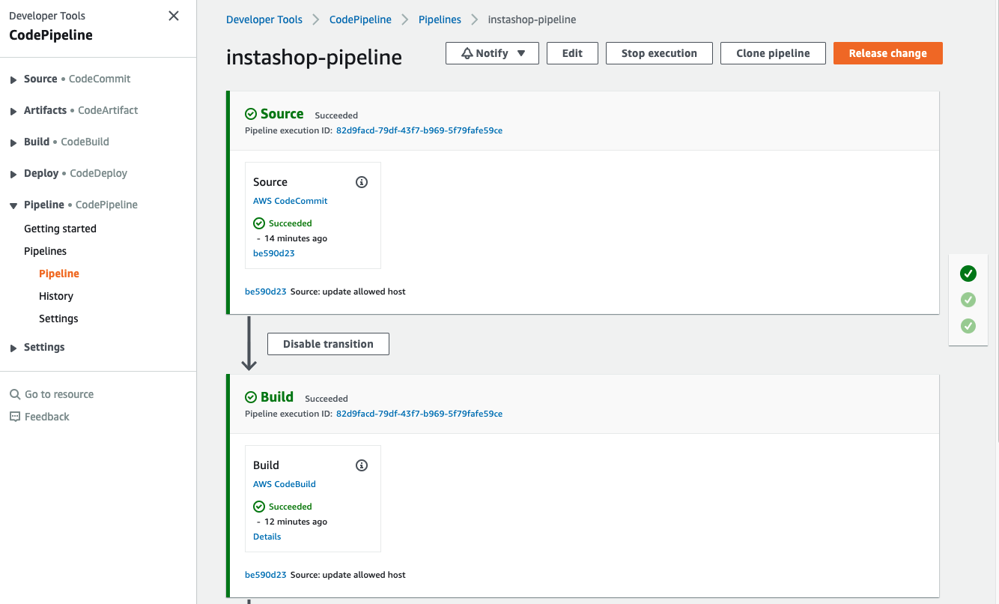 Developer Tools
CodePipeline
Source • CodeCommit
Artifacts • CodeArtifact
Build • CodeBuild
Deploy • CodeDeploy
Pipeline • CodePipeline
Getting started
Pipelines
Pipeline
History
Settings
Settings
Go to resource
Feedback
Developer Tools > CodePipeline > Pipelines > instashop-pipeline
instashop-pipeline
Notify
Edit
Stop execution
Clone pipeline
Release change
Source Succeeded
Pipeline execution ID: 82d9facd-79df-43f7-b969-5f79fafe59ce
Source
AWS CodeCommit
Succeeded
- 14 minutes ago
be590d23
be590d23 Source: update allowed host
Disable transition
Build Succeeded
Pipeline execution ID: 82d9facd-79df-43f7-b969-5f79fafe59ce
Build
AWS CodeBuild
Succeeded
- 12 minutes ago
Details
be590d23 Source: update allowed host